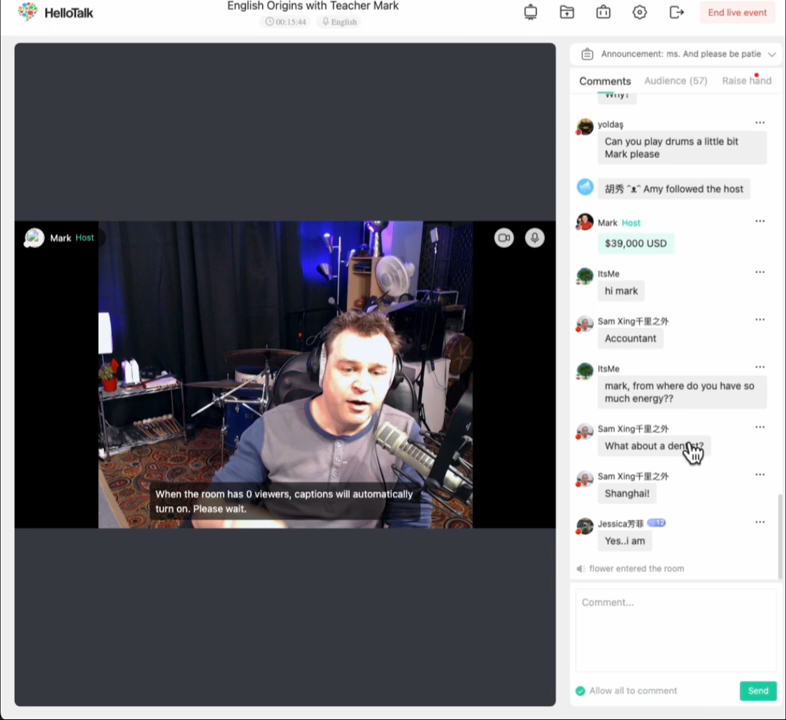 HelloTalk
English Origins with Teacher Mark
00:15:44
English
End live event
Mark Host
When the room has 0 viewers, captions will automatically
turn on. Please wait.
Announcement: ms. And please be patie
Comments
Audience (57)
Raise hand
Why?
yoldaş
Can you play drums a little bit
Mark please
胡秀 ᵔᴥᵔ Amy followed the host
Mark Host
$39,000 USD
ItsMe
hi mark
Sam Xing千里之外
Accountant
ItsMe
mark, from where do you have so
much energy??
Sam Xing千里之外
What about a
Sam Xing千里之外
Shanghai!
Jessica芳菲
Yes..i am
flower entered the room
Comment...
Allow all to comment
Send